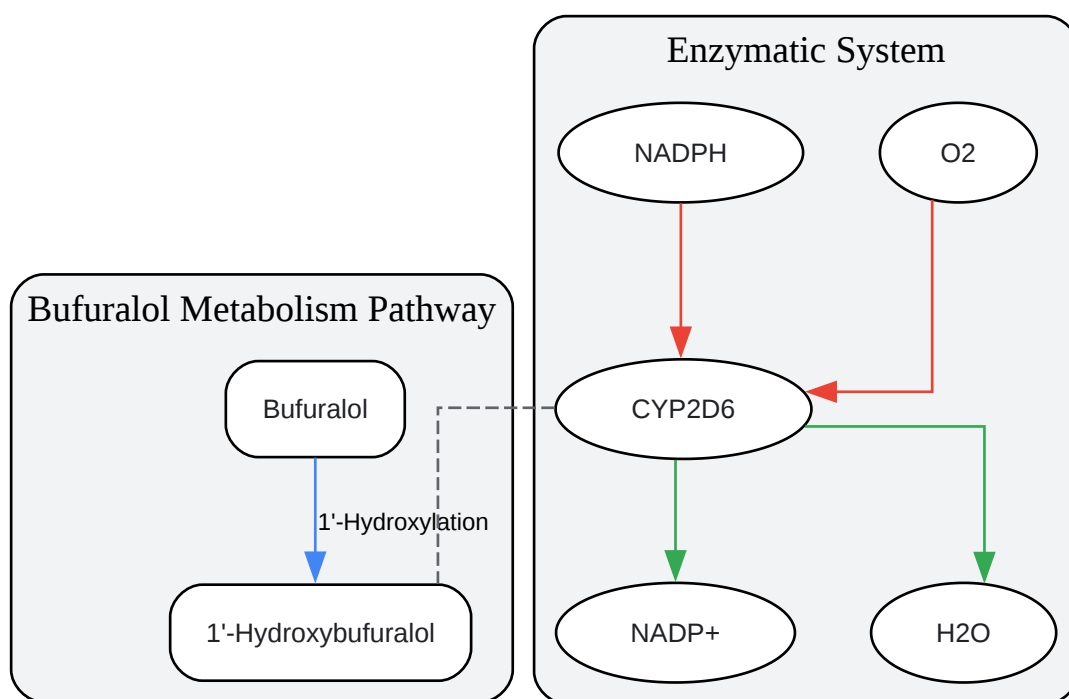 Enzymatic System
NADPH
O2
Bufuralol Metabolism Pathway
Bufuralol
CYP2D6
1'-Hydroxylation
1'-Hydroxybufuralol
NADP+
H2O